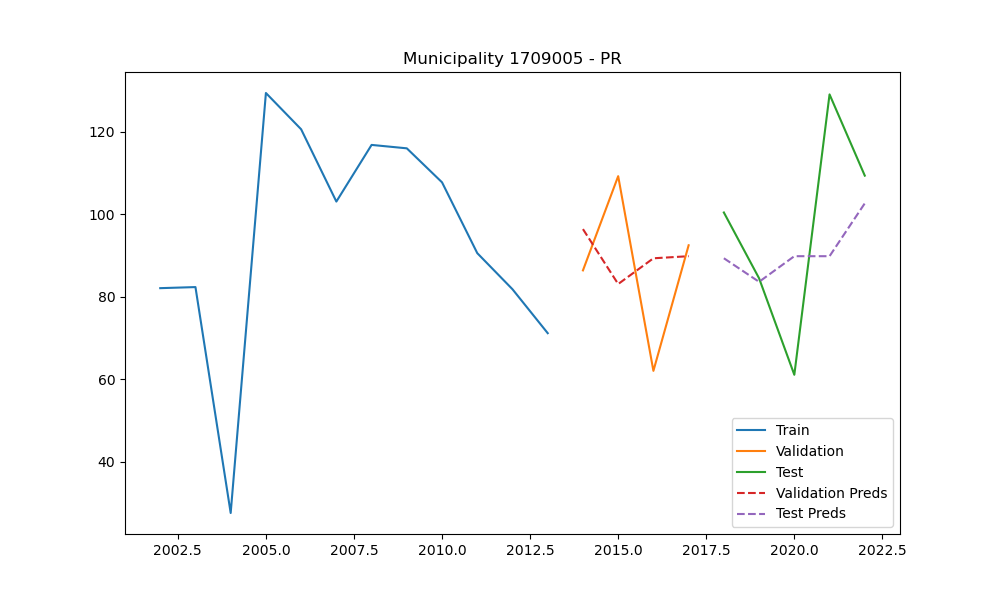 Municipality 1709005 - PR
120
100
80
60
40
2002.5 2005.0 2007.5 2010.0 2012.5 2015.0 2017.5 2020.0 2022.5
Train
Validation
Test
Validation Preds
Test Preds